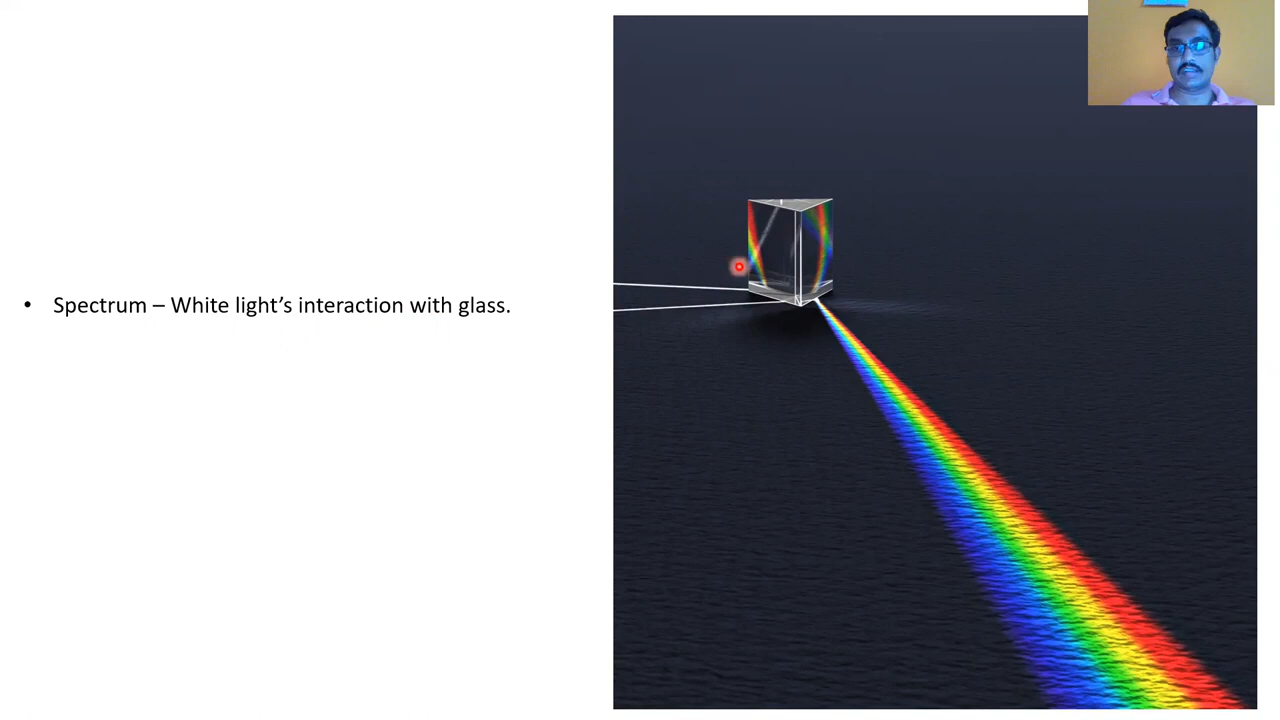 • Spectrum – White light’s interaction with glass.